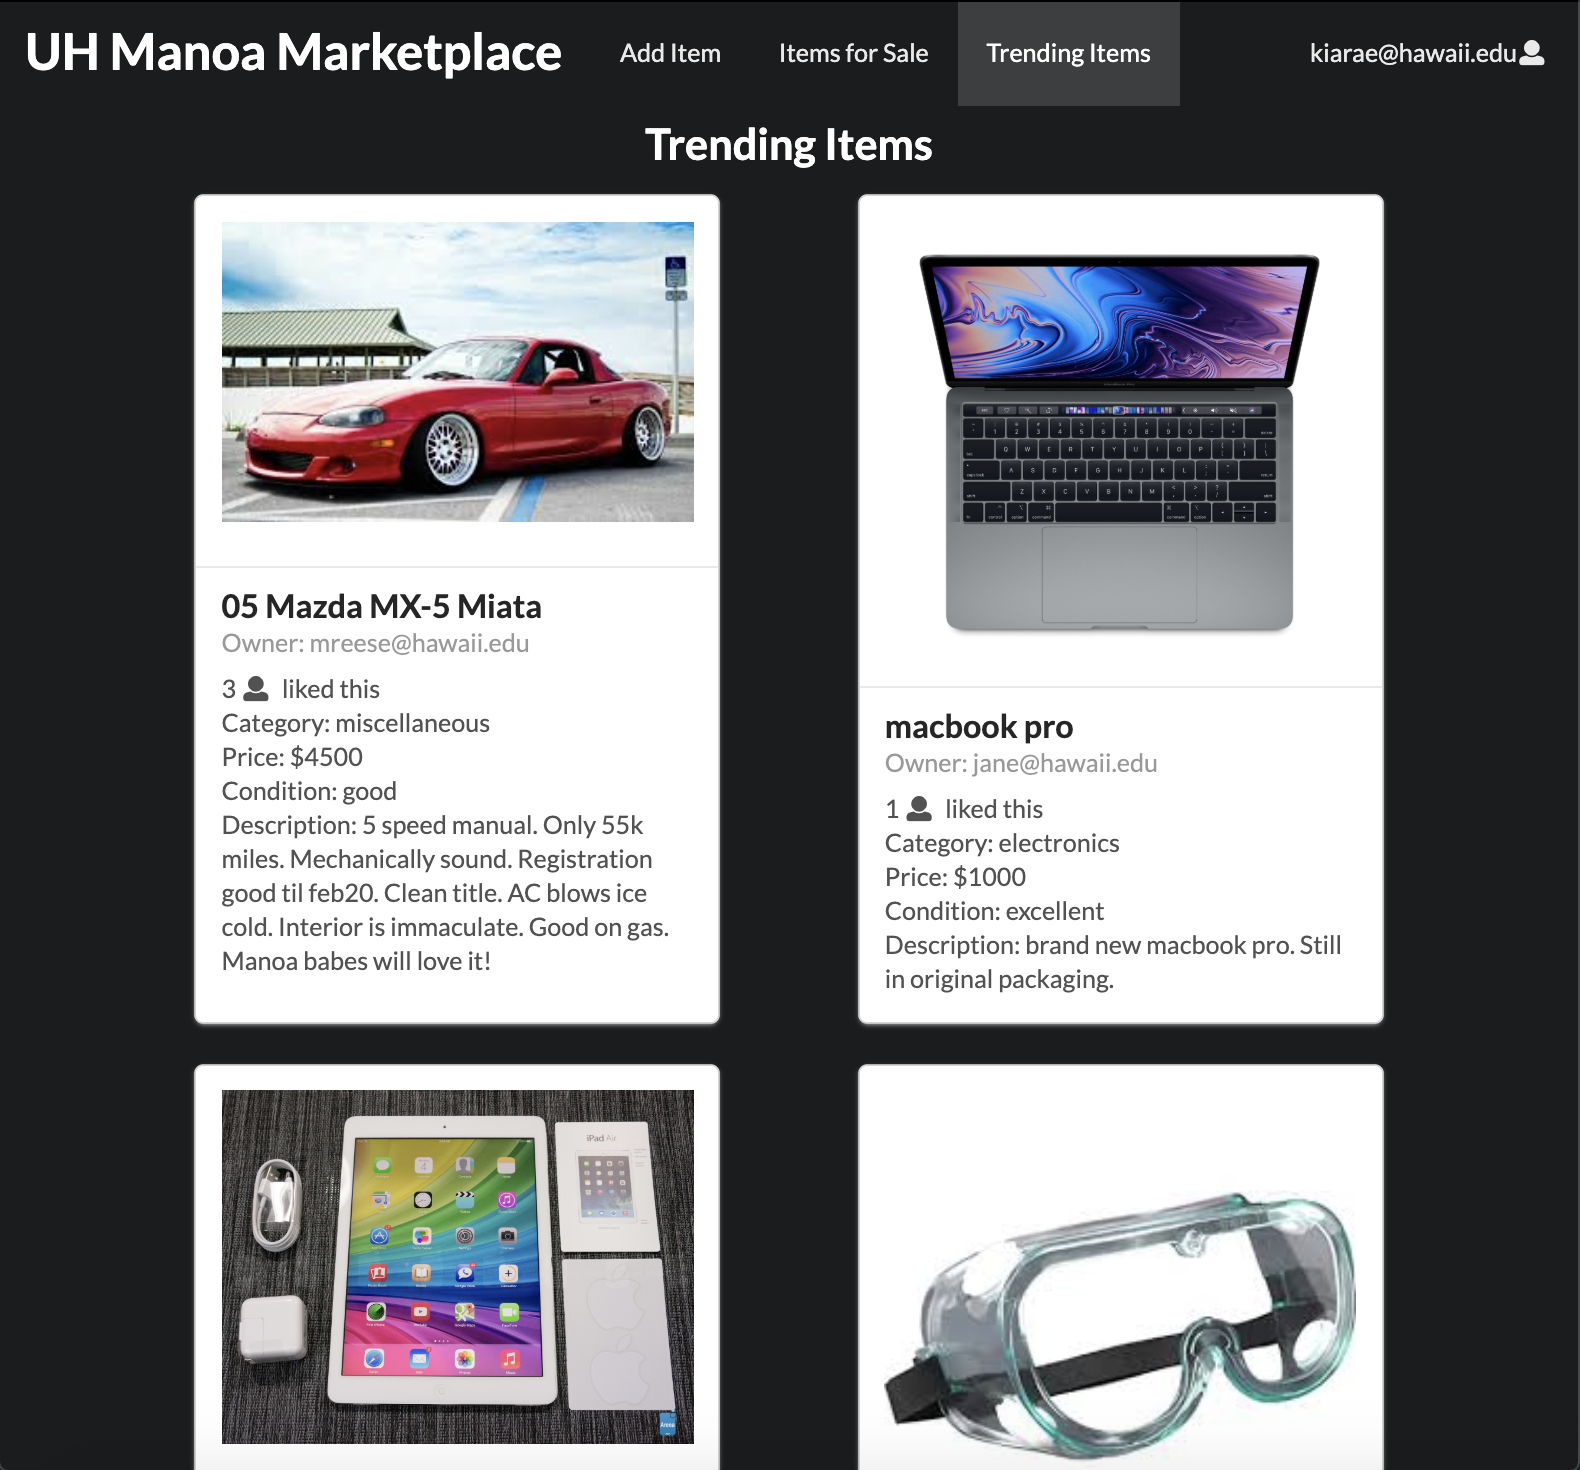 UH Manoa Marketplace
Add Item
Items for Sale
Trending Items
kiarae@hawaii.edu
Trending Items
05 Mazda MX-5 Miata
Owner: mreese@hawaii.edu
3 liked this
Category: miscellaneous
Price: $4500
Condition: good
Description: 5 speed manual. Only 55k
miles. Mechanically sound. Registration
good til feb20. Clean title. AC blows ice
cold. Interior is immaculate. Good on gas.
Manoa babes will love it!
macbook pro
Owner: jane@hawaii.edu
1 liked this
Category: electronics
Price: $1000
Condition: excellent
Description: brand new macbook pro. Still
in original packaging.
iPad Air
Arena